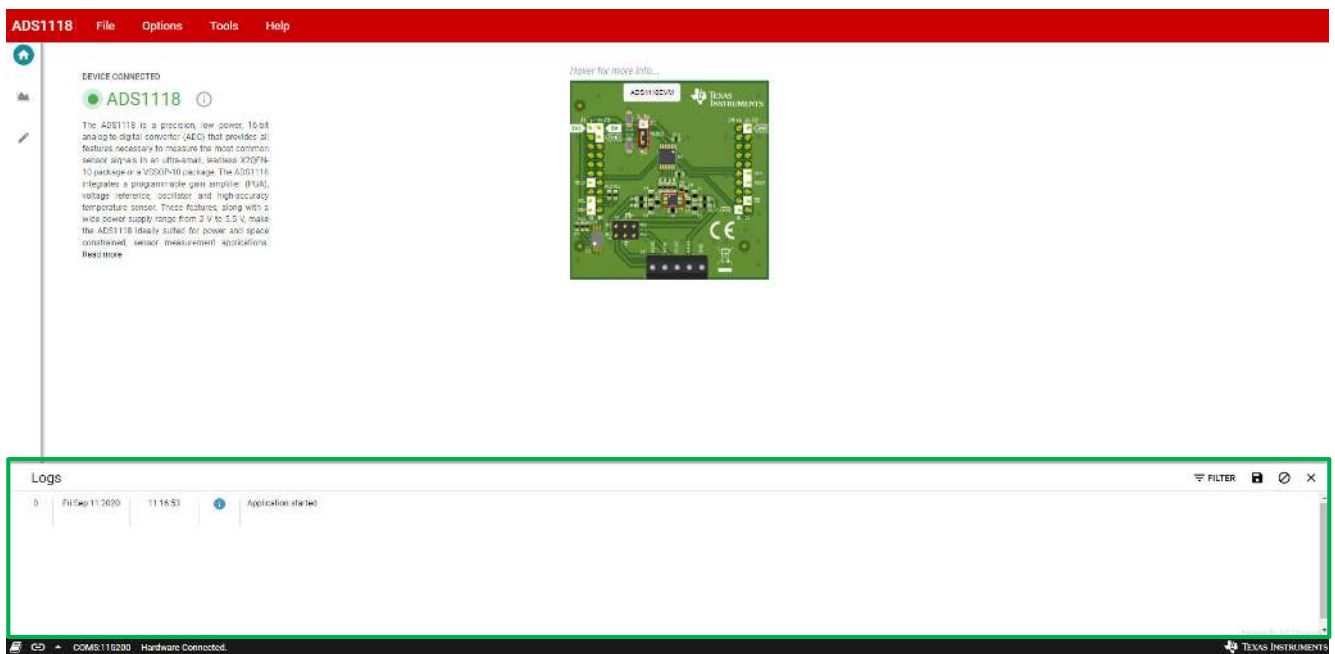 ADS1118 File Options Tools Help
DEVICE CONNECTED
ADS1118
The ADS1118 is a precision, low power, 16-bit
analog-to-digital converter (ADC) that provides all
features necessary to measure the most common
sensor signals in an ultra-small, leadless X2QFN-
10 package or a VSSOP-10 package. The ADS1118
integrates a programmable gain amplifier (PGA),
voltage reference, oscillator and high-accuracy
temperature sensor. These features, along with a
wide power supply range from 2 V to 5.5 V, make
the ADS1118 ideally suited for power and space
constrained, sensor measurement applications.
Read more
Hover for more info...
ADS1118EVM
TEXAS
INSTRUMENTS
CE
Logs
FILTER
0 Fri Sep 11 2020 11:16:53 Application started
COM5:115200 Hardware Connected.
TEXAS INSTRUMENTS